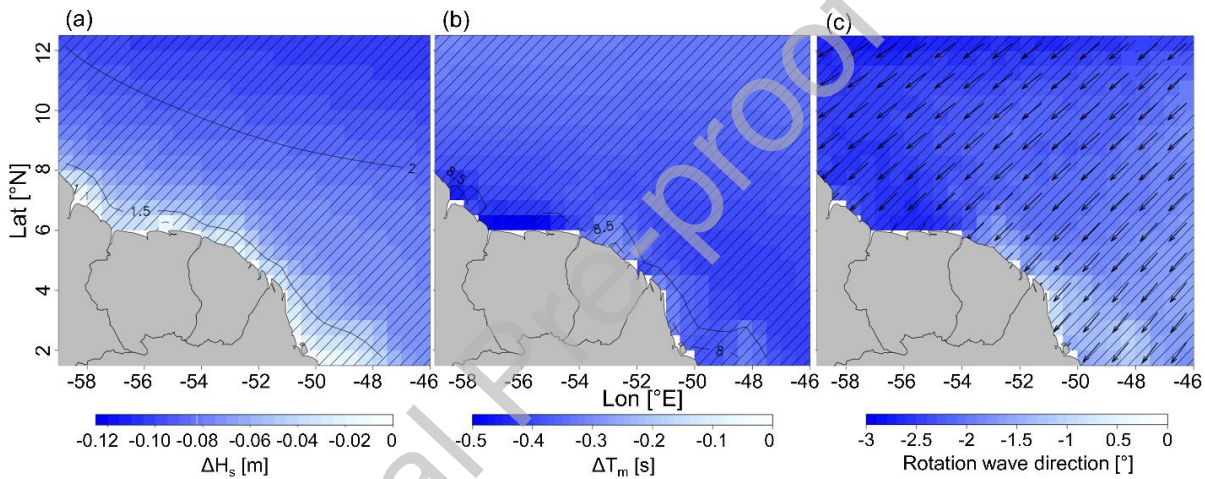 (a) (b) (c)
Lat [°N]
12
10
8
6
4
2
2
1.5
1
8.5
8.5
8
-58 -56 -54 -52 -50 -48 -46
-58 -56 -54 -52 -50 -48 -46
-58 -56 -54 -52 -50 -48 -46
Lon [°E]
-0.12 -0.10 -0.08 -0.06 -0.04 -0.02 0
ΔHₛ [m]
-0.5 -0.4 -0.3 -0.2 -0.1 0
ΔTₘ [s]
-3 -2.5 -2 -1.5 -1 0.5 0
Rotation wave direction [°]
al Pre-proof